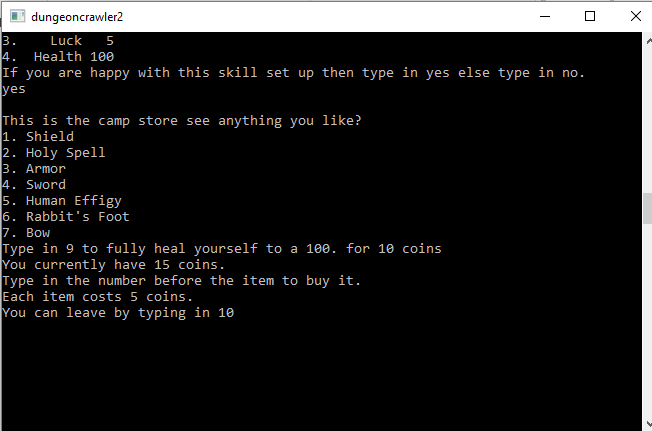 dungeoncrawler2
3.    Luck   5
4.  Health 100
If you are happy with this skill set up then type in yes else type in no.
yes

This is the camp store see anything you like?
1. Shield
2. Holy Spell
3. Armor
4. Sword
5. Human Effigy
6. Rabbit's Foot
7. Bow
Type in 9 to fully heal yourself to a 100. for 10 coins
You currently have 15 coins.
Type in the number before the item to buy it.
Each item costs 5 coins.
You can leave by typing in 10